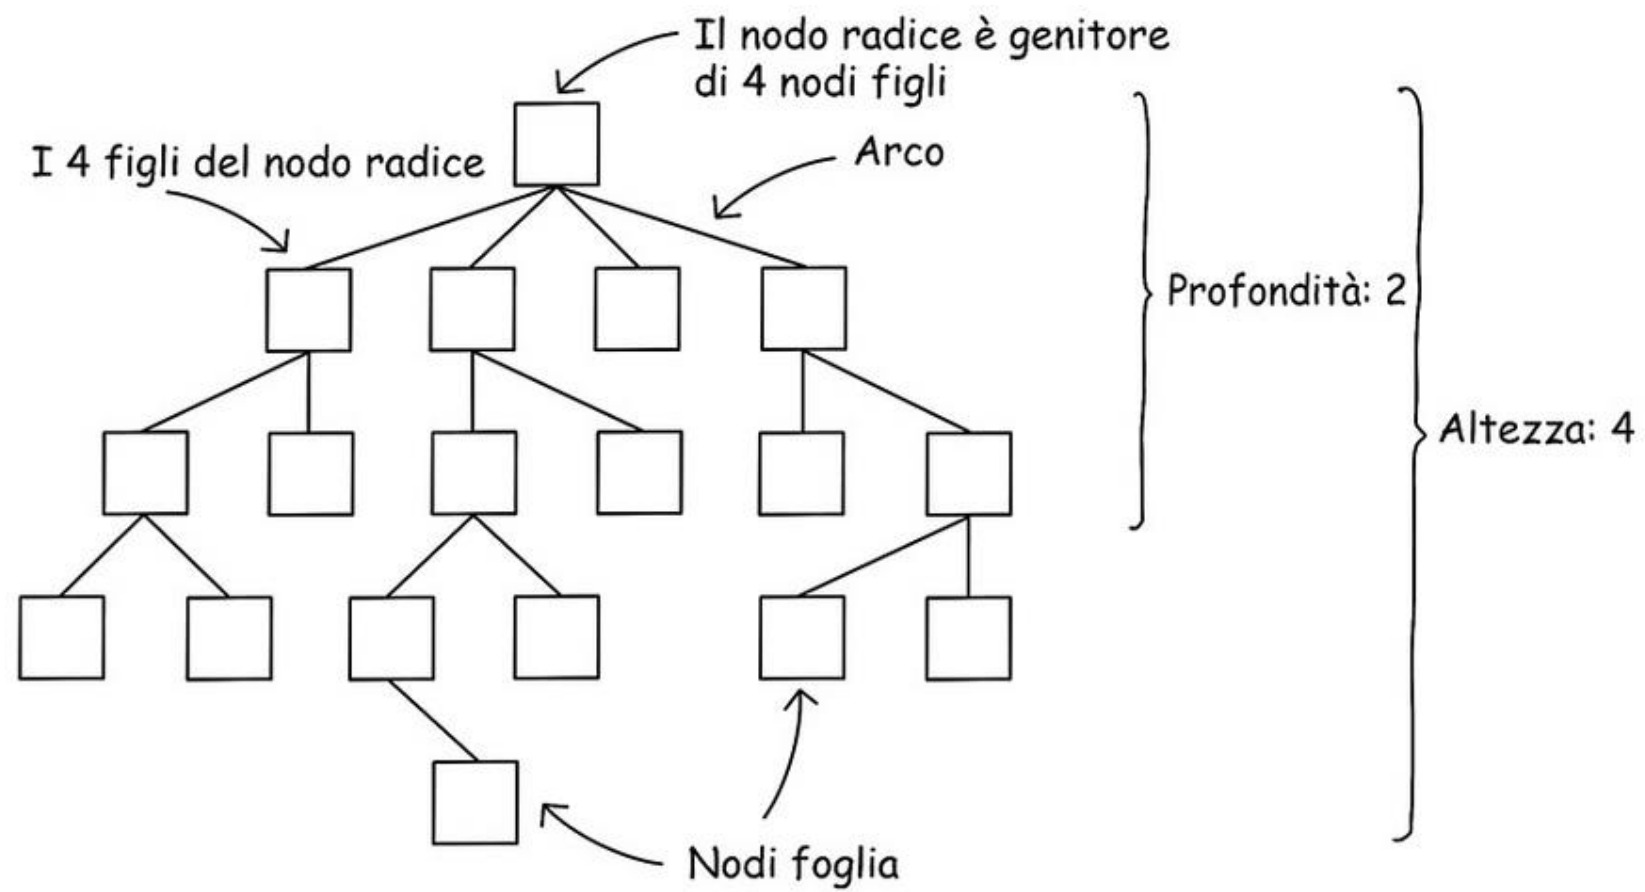 Il nodo radice è genitore
di 4 nodi figli
I 4 figli del nodo radice
Arco
Profondità: 2
Altezza: 4
Nodi foglia